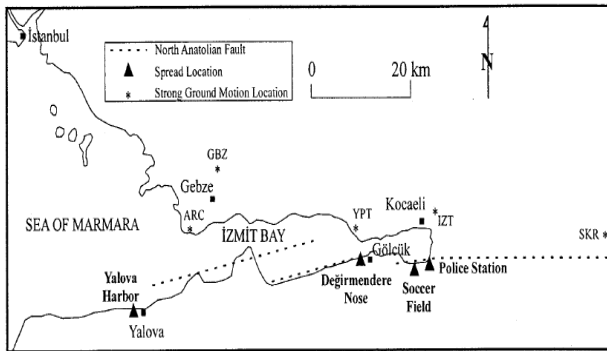 İstanbul
North Anatolian Fault
Spread Location
Strong Ground Motion Location
0 20 km
N
GBZ
Gebze
ARC
SEA OF MARMARA
İZMİT BAY
YPT
Kocaeli
IZT
SKR
Gölcük
Değirmendere
Nose
Soccer
Field
Police Station
Yalova
Harbor
Yalova